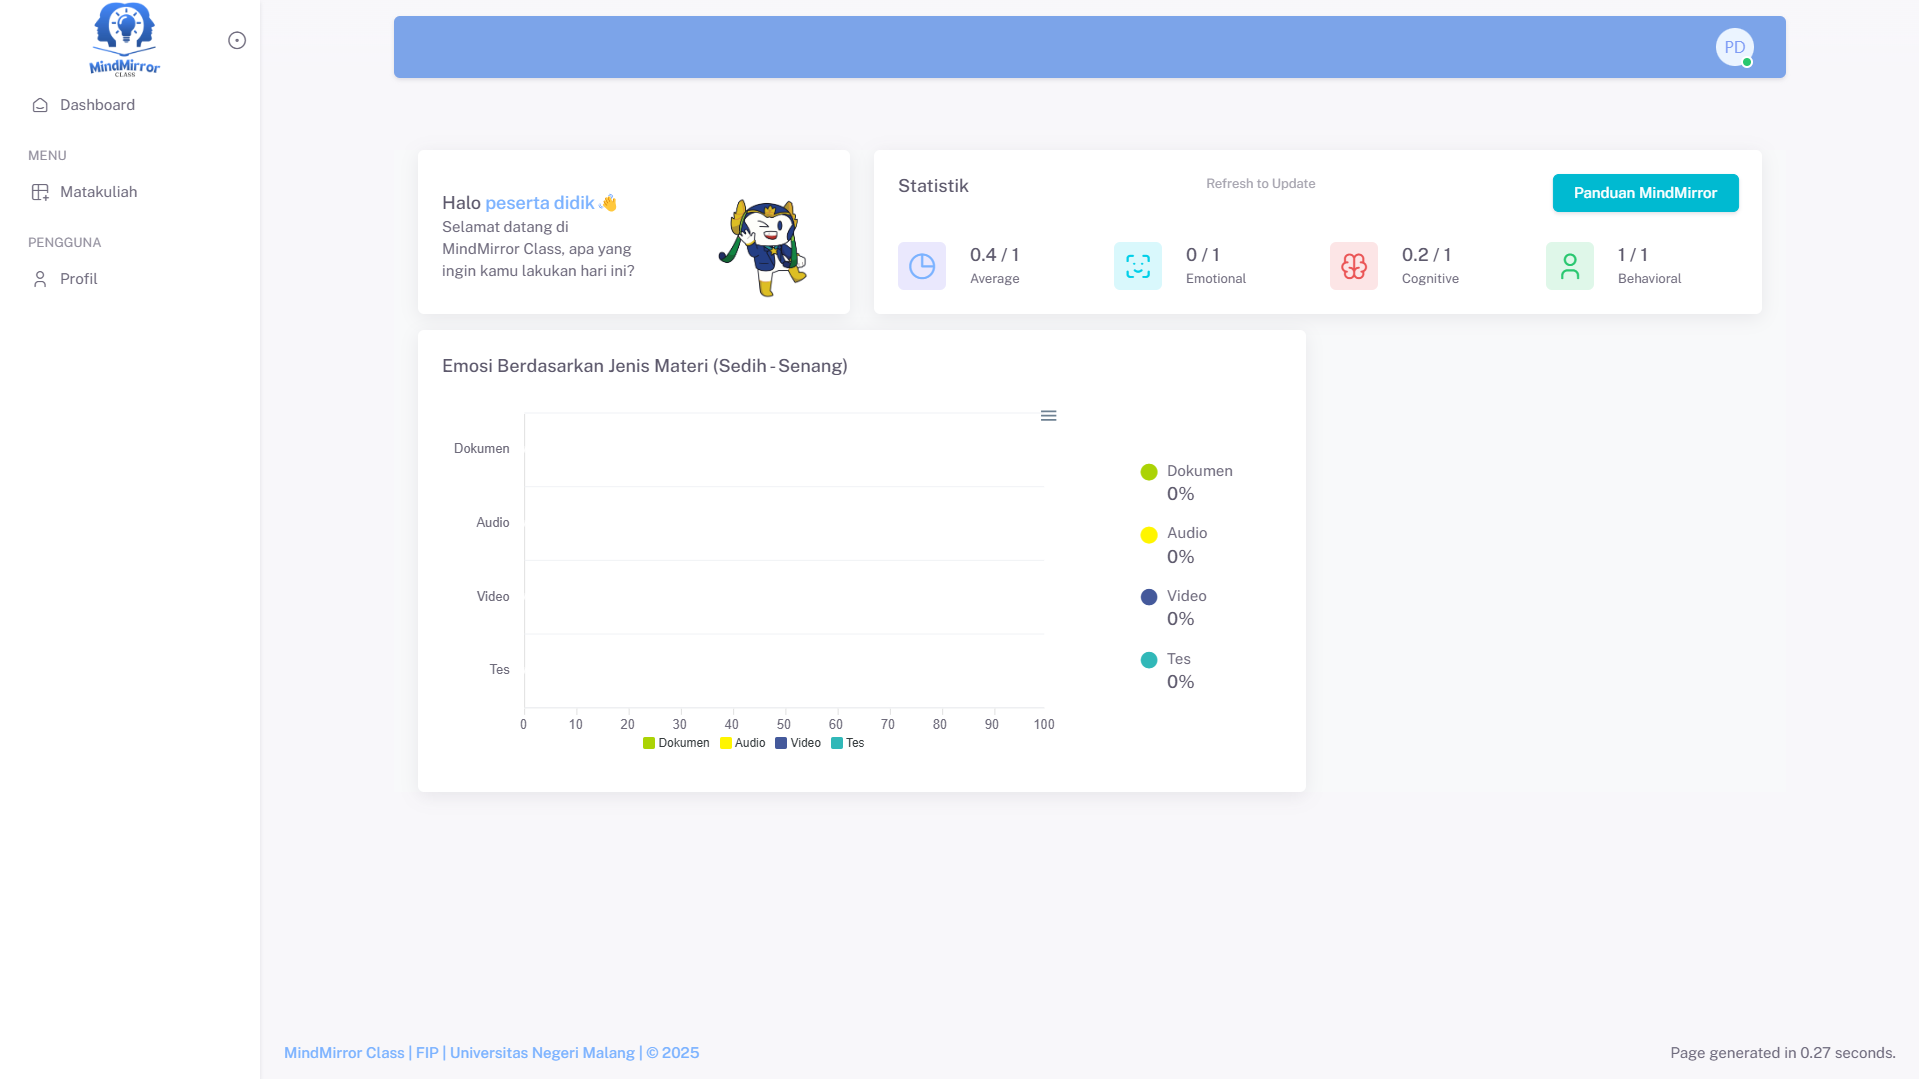 MindMirror
CLASS
Dashboard
MENU
Matakuliah
PENGGUNA
Profil
PD
Halo peserta didik 👋
Selamat datang di
MindMirror Class, apa yang
ingin kamu lakukan hari ini?
Statistik
Refresh to Update
Panduan MindMirror
0.4 / 1
Average
0 / 1
Emotional
0.2 / 1
Cognitive
1 / 1
Behavioral
Emosi Berdasarkan Jenis Materi (Sedih - Senang)
Dokumen
Audio
Video
Tes
0 10 20 30 40 50 60 70 80 90 100
Dokumen Audio Video Tes
Dokumen
0%
Audio
0%
Video
0%
Tes
0%
MindMirror Class | FIP | Universitas Negeri Malang | © 2025
Page generated in 0.27 seconds.